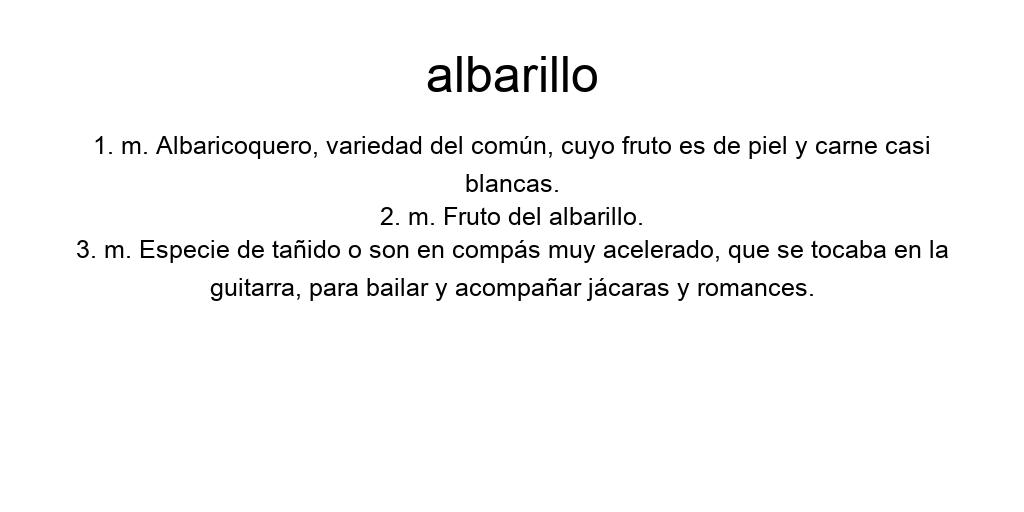 albarillo
1. m. Albaricoquero, variedad del común, cuyo fruto es de piel y carne casi
blancas.
2. m. Fruto del albarillo.
3. m. Especie de tañido o son en compás muy acelerado, que se tocaba en la
guitarra, para bailar y acompañar jácaras y romances.